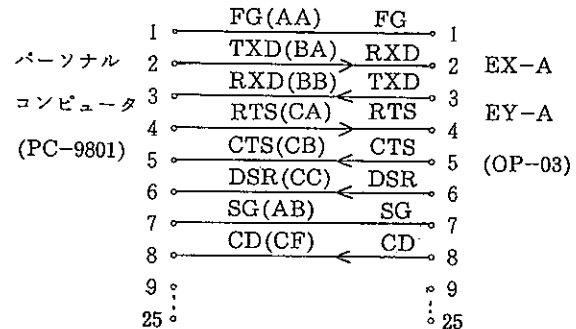 FG(AA) FG
1 1
TXD(BA) RXD
パーソナル 2 2 EX-A
RXD(BB) TXD
コンピュータ 3 3
RTS(CA) RTS EY-A
4 4
(PC-9801) CTS(CB) CTS
5 5 (OP-03)
DSR(CC) DSR
6 6
SG(AB) SG
7 7
CD(CF) CD
8 8
9 9
25 25